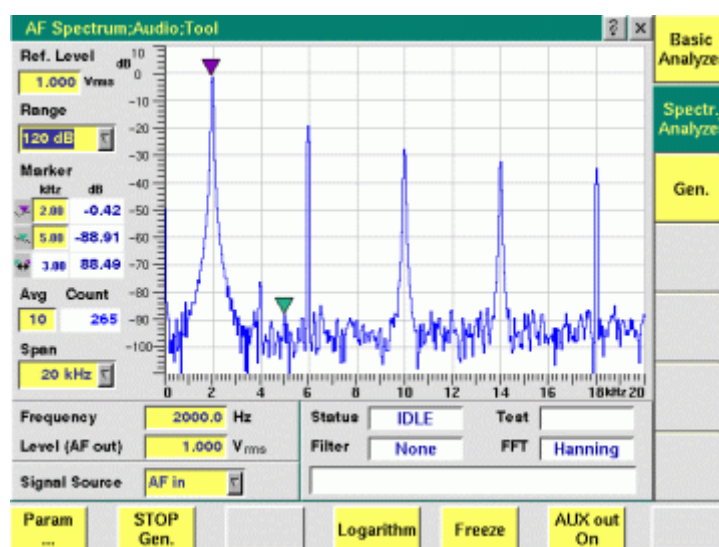 AF Spectrum;Audio;Tool
? x
Basic Analyze
Ref. Level
1.000 Vrms
dB 10
0
-10
-20
-30
-40
-50
-60
-70
-80
-90
-100
Range
120 dB
Spectr. Analyze
Marker
kHz dB
2.00 -0.42
5.00 -88.91
3.00 88.49
Gen.
Avg Count
10 265
Span
20 kHz
0 2 4 6 8 10 12 14 16 18 kHz 20
Frequency 2000.0 Hz
Level (AF out) 1.000 Vrms
Signal Source AF in
Status IDLE Test
Filter None FFT Hanning
Param ...
STOP Gen.
Logarithm
Freeze
AUX out On